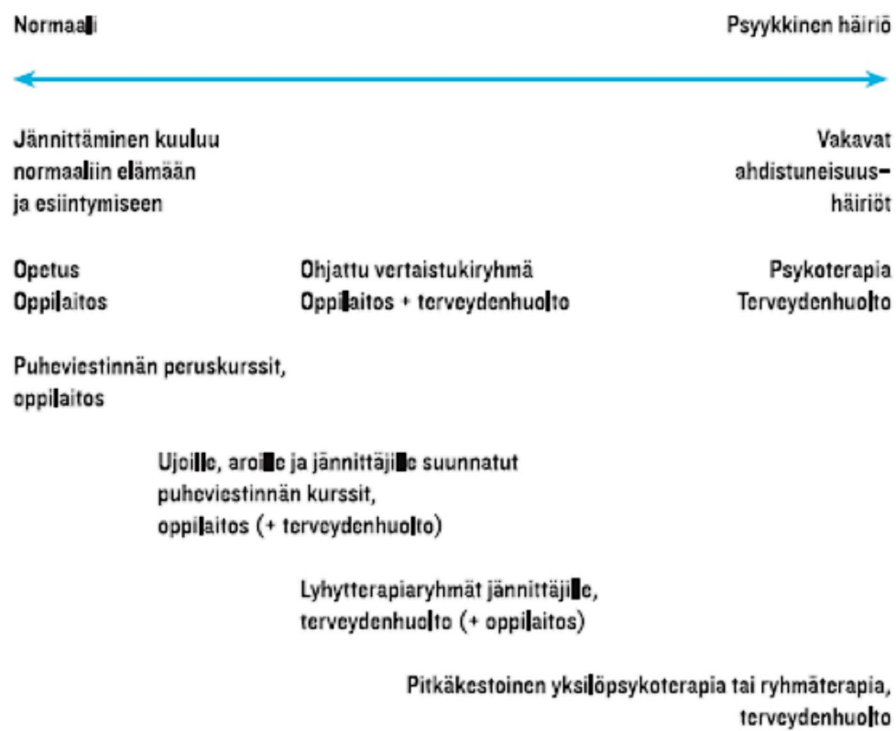 Normaali
Psyykkinen häiriö
Jännittäminen kuuluu
normaaliin elämään
ja esiintymiseen
Vakavat
ahdistuneisuus-
häiriöt
Opetus
Oppilaitos
Ohjattu vertaistukiryhmä
Oppilaitos + terveydenhuolto
Psykoterapia
Terveydenhuolto
Puheviestinnän peruskurssit,
oppilaitos
Ujoille, aroille ja jännittäjille suunnatut
puheviestinnän kurssit,
oppilaitos (+ terveydenhuolto)
Lyhytterapiaryhmät jännittäjille,
terveydenhuolto (+ oppilaitos)
Pitkäkestoinen yksilöpsykoterapia tai ryhmäterapia,
terveydenhuolto